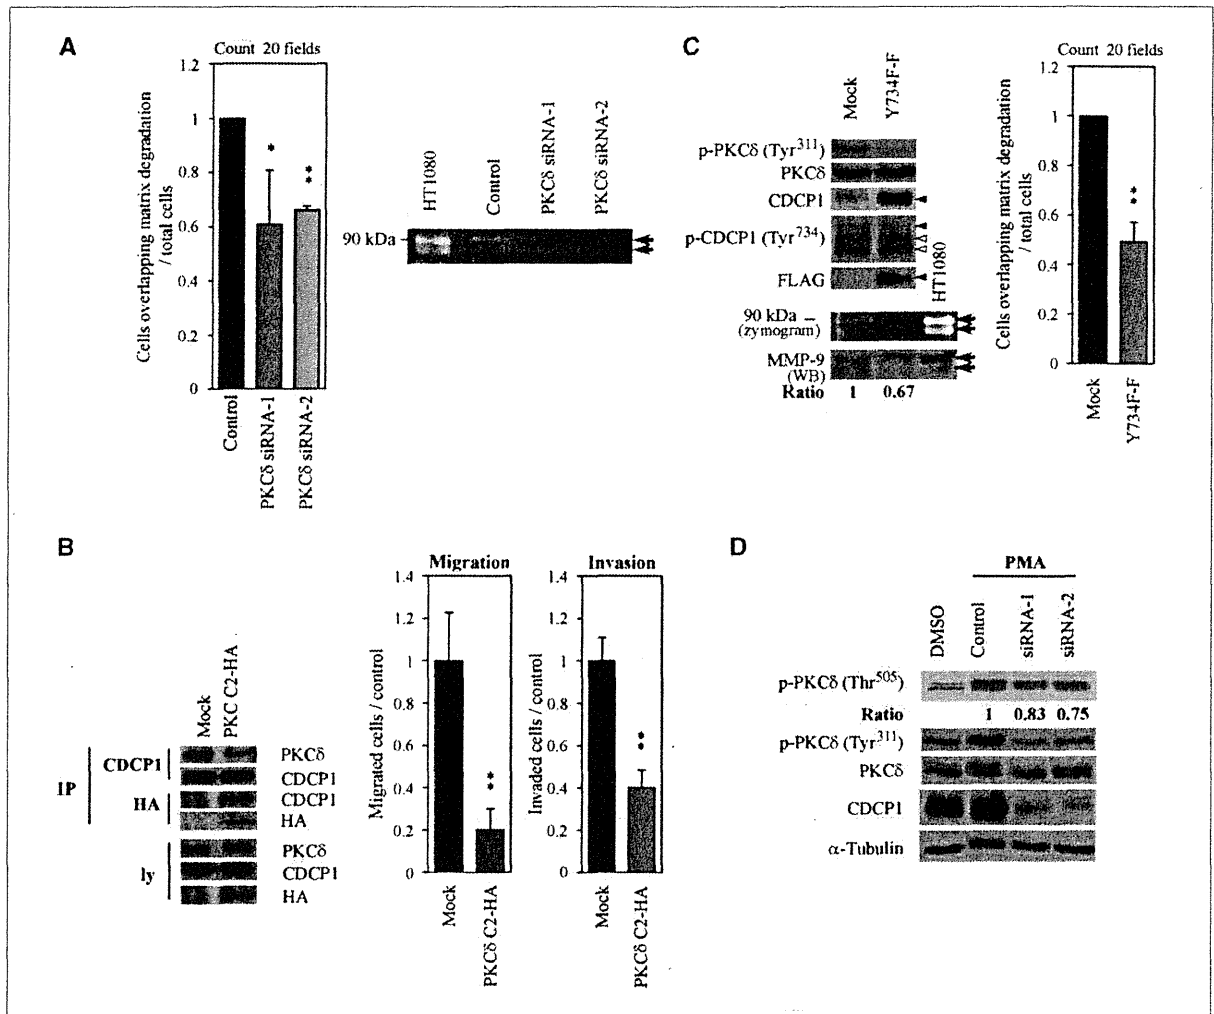 A
Count 20 fields
Cells overlapping matrix degradation
/ total cells
1.2
1
0.8
0.6
0.4
0.2
0
*
**
Control
PKCδ siRNA-1
PKCδ siRNA-2
HT1080
Control
PKCδ siRNA-1
PKCδ siRNA-2
90 kDa
C
Mock
Y734F-F
p-PKCδ (Tyr311)
PKCδ
CDCP1
p-CDCP1 (Tyr734)
FLAG
HT1080
90 kDa
(zymogram)
MMP-9
(WB)
Ratio 1 0.67
Count 20 fields
Cells overlapping matrix degradation
/ total cells
1.2
1
0.8
0.6
0.4
0.2
0
**
Mock
Y734F-F
B
Mock
PKC C2-HA
IP
CDCP1
PKCδ
CDCP1
HA
CDCP1
HA
ly
PKCδ
CDCP1
HA
Migration
Migrated cells / control
1.4
1.2
1
0.8
0.6
0.4
0.2
0
**
Mock
PKCδ C2-HA
Invasion
Invaded cells / control
1.4
1.2
1
0.8
0.6
0.4
0.2
0
**
Mock
PKCδ C2-HA
D
PMA
DMSO
Control
siRNA-1
siRNA-2
p-PKCδ (Thr505)
Ratio 1 0.83 0.75
p-PKCδ (Tyr311)
PKCδ
CDCP1
α-Tubulin